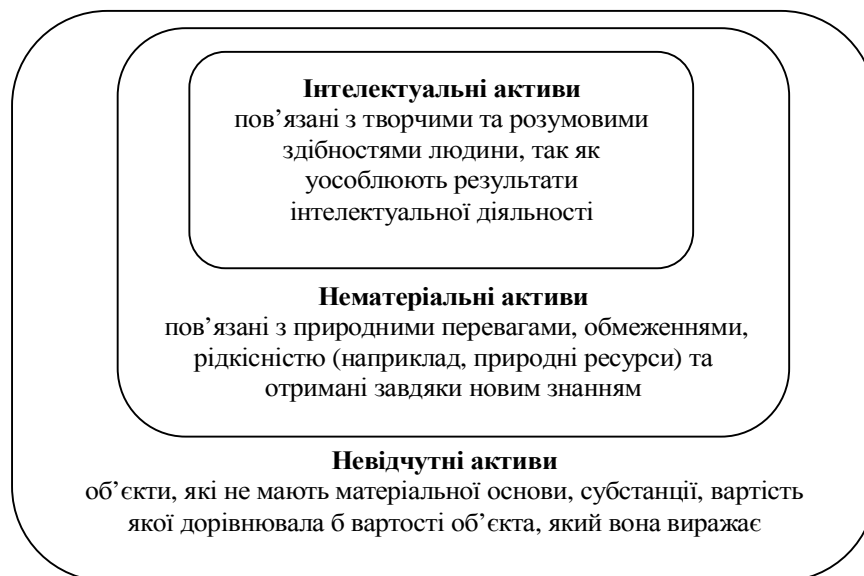 Інтелектуальні активи
пов’язані з творчими та розумовими
здібностями людини, так як
уособлюють результати
інтелектуальної діяльності
Нематеріальні активи
пов’язані з природними перевагами, обмеженнями,
рідкісністю (наприклад, природні ресурси) та
отримані завдяки новим знанням
Невідчутні активи
об’єкти, які не мають матеріальної основи, субстанції, вартість
якої дорівнювала б вартості об’єкта, який вона виражає